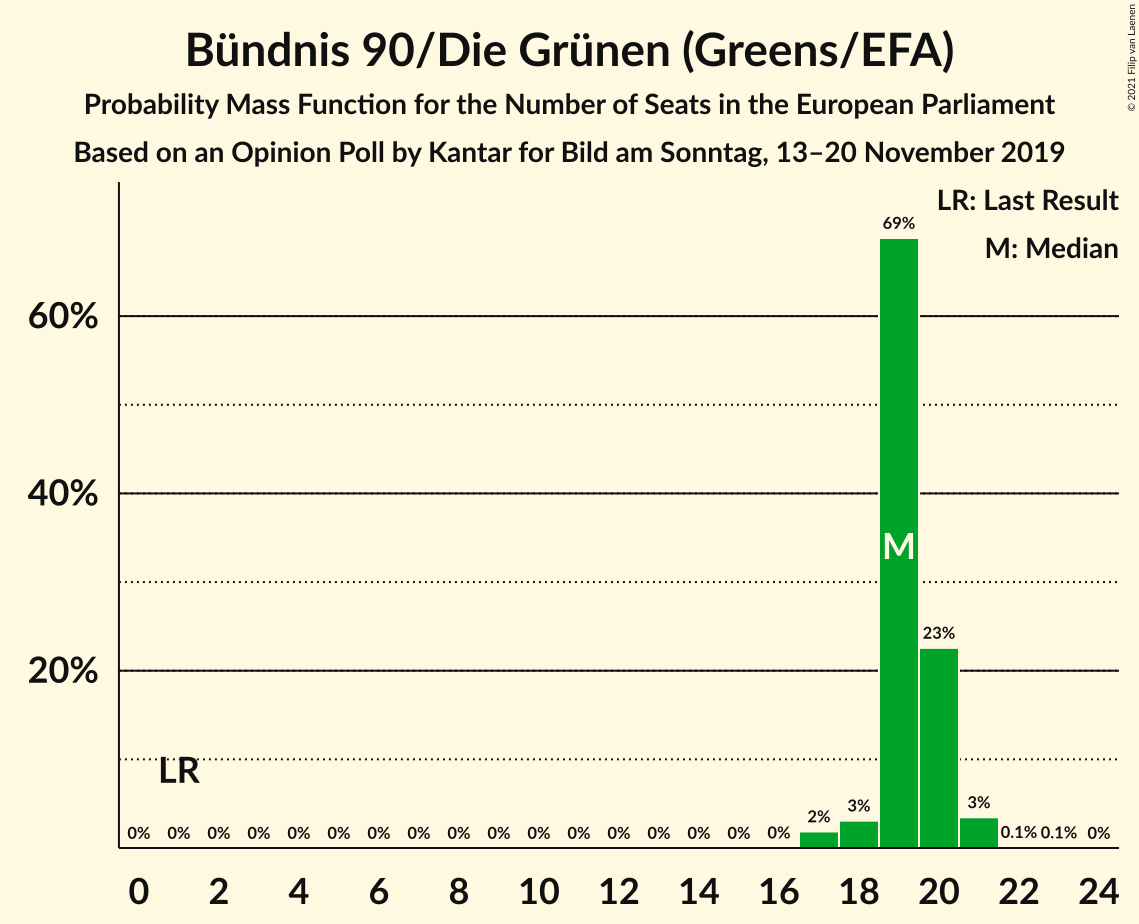 Bündnis 90/Die Grünen (Greens/EFA)
Probability Mass Function for the Number of Seats in the European Parliament
Based on an Opinion Poll by Kantar for Bild am Sonntag, 13–20 November 2019
© 2021 Filip van Laenen
LR: Last Result
M: Median
69%
60%
40%
M
23%
20%
LR
0% 0% 0% 0% 0% 0% 0% 0% 0% 0% 0% 0% 0% 0% 0% 0% 0% 2% 3% 3% 0.1% 0.1% 0%
0 2 4 6 8 10 12 14 16 18 20 22 24